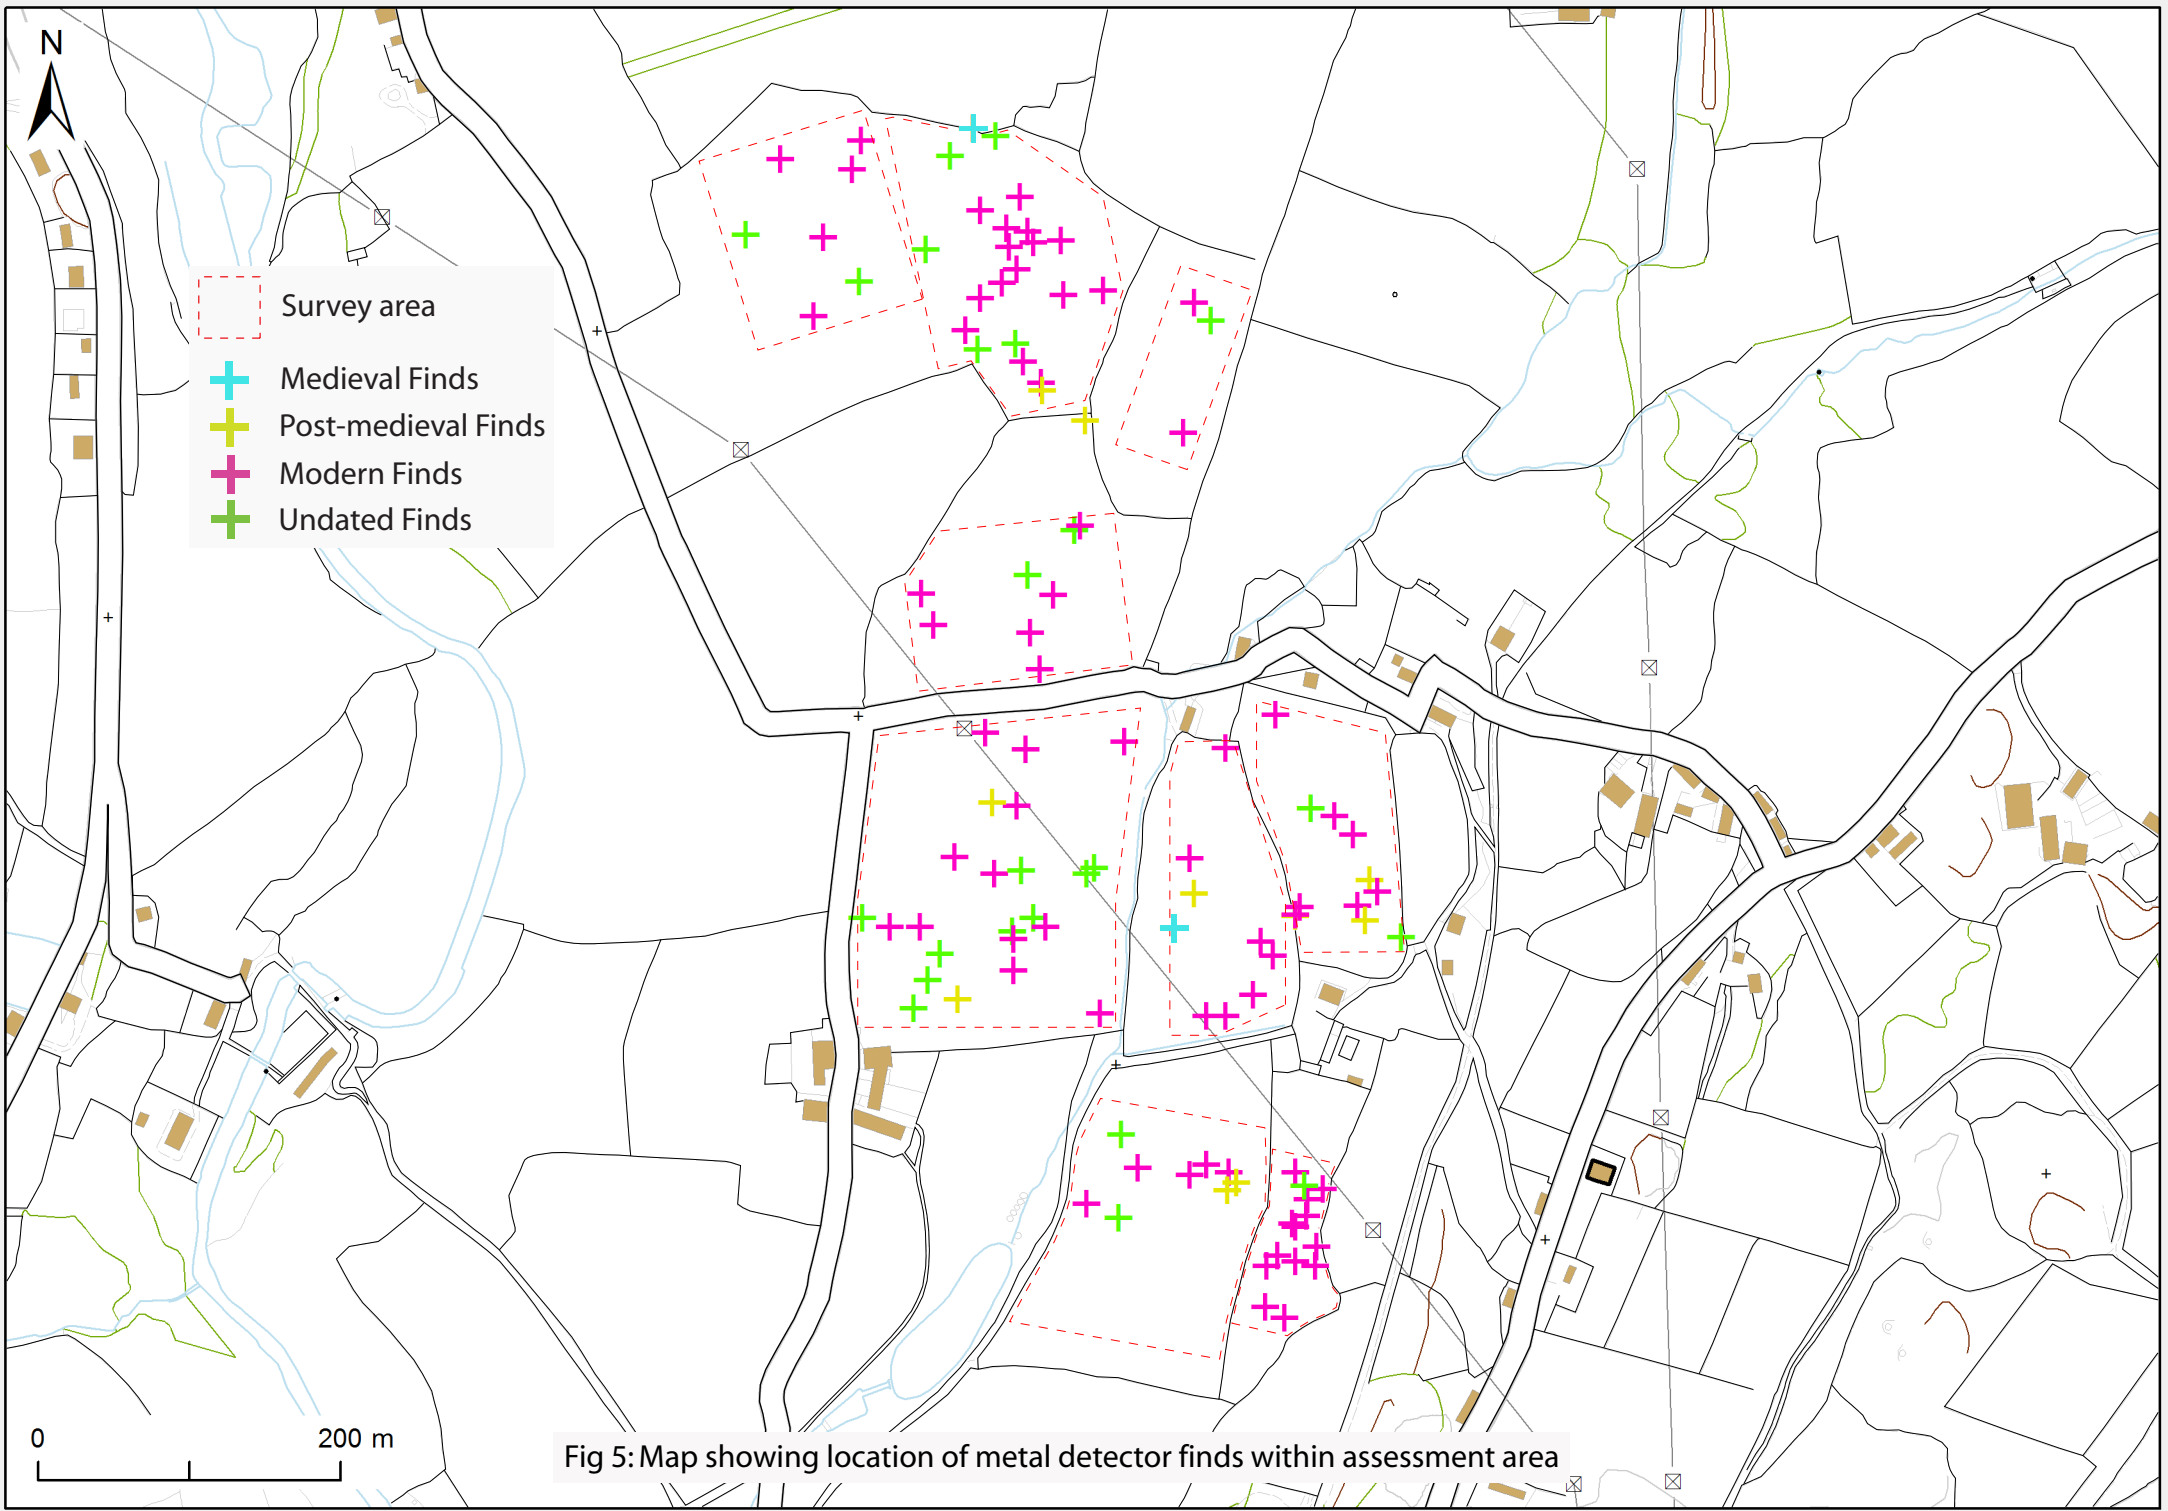 N
Survey area
Medieval Finds
Post-medieval Finds
Modern Finds
Undated Finds
0 200 m
Fig 5: Map showing location of metal detector finds within assessment area